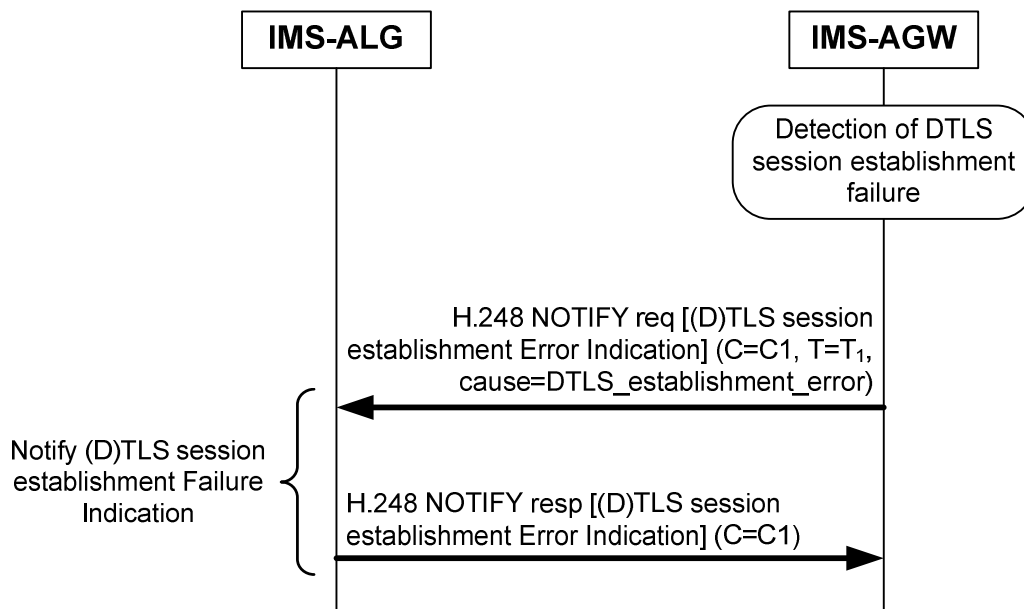 IMS-ALG
IMS-AGW
Detection of DTLS
session establishment
failure
H.248 NOTIFY req [(D)TLS session
establishment Error Indication] (C=C1, T=T₁,
cause=DTLS_establishment_error)
Notify (D)TLS session
establishment Failure
Indication
H.248 NOTIFY resp [(D)TLS session
establishment Error Indication] (C=C1)